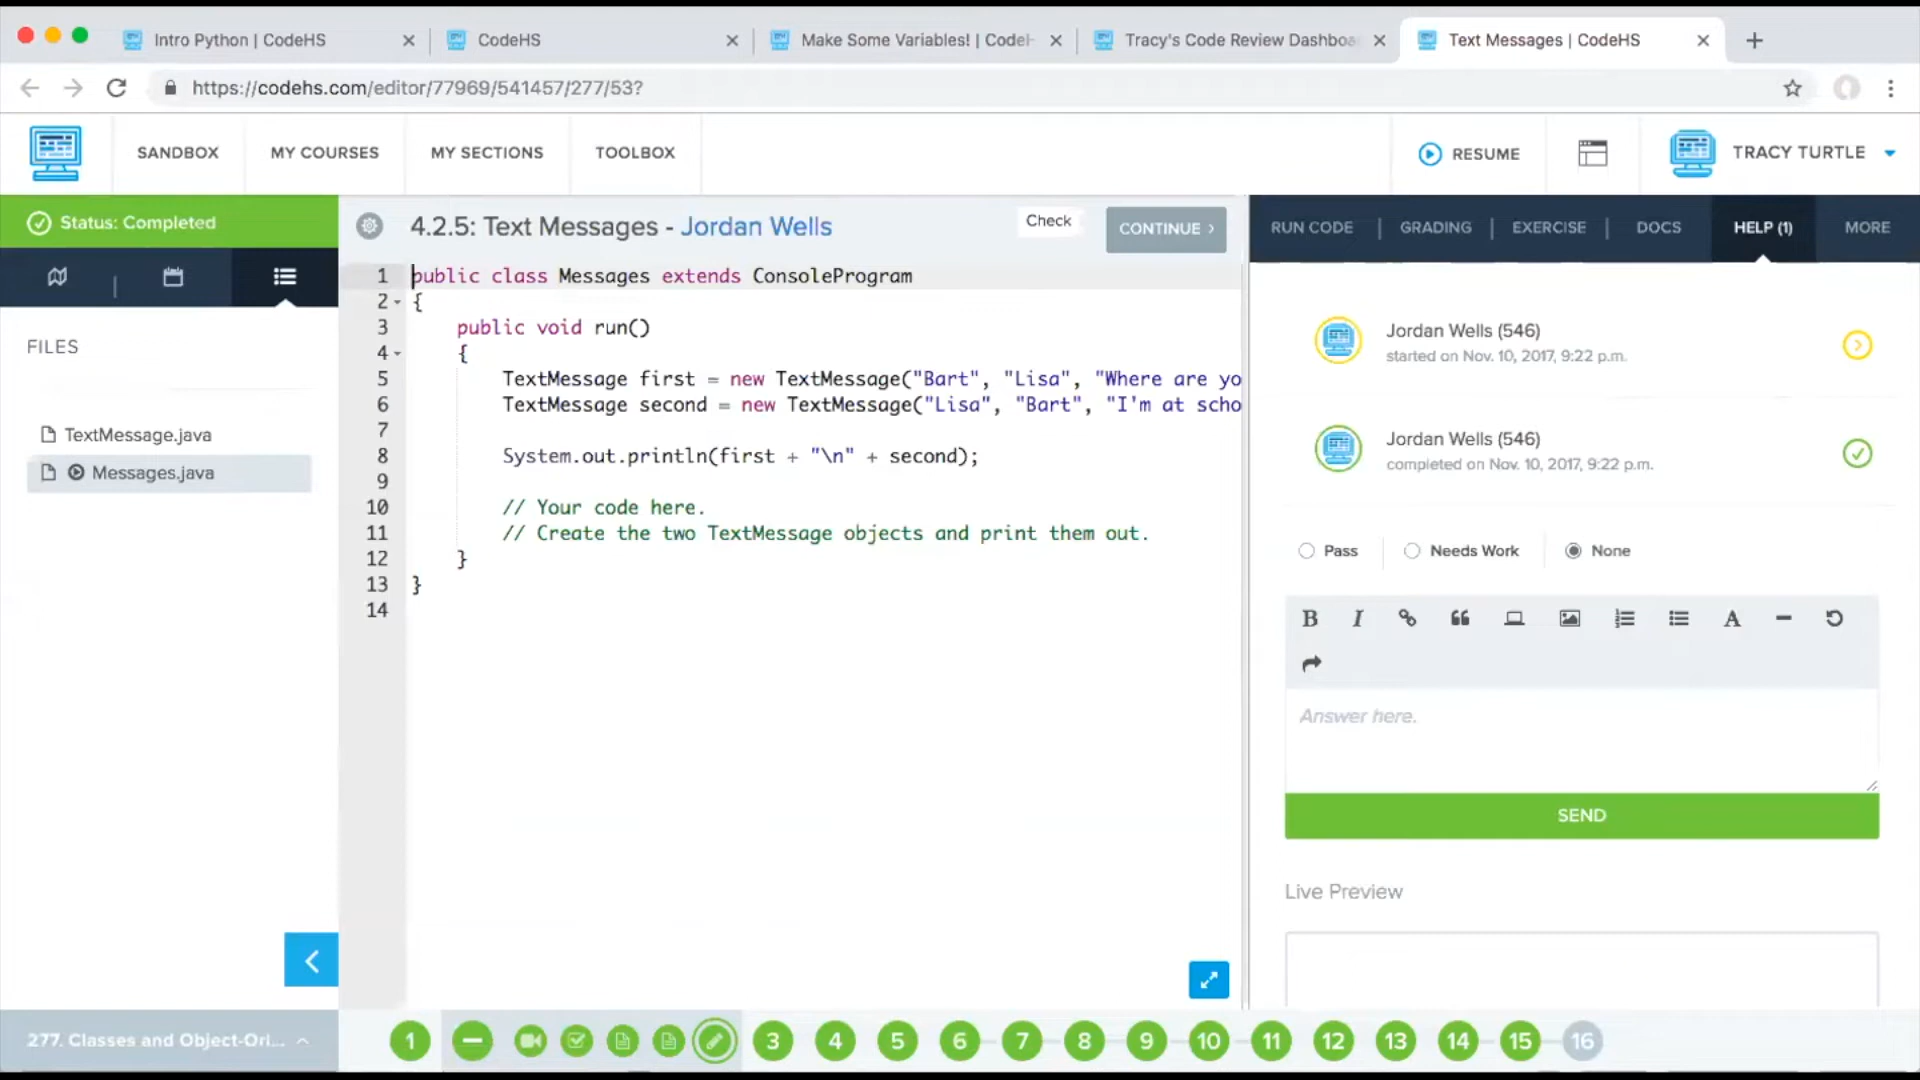 Intro Python | CodeHS
CodeHS
Make Some Variables! | CodeH
Tracy's Code Review Dashboa
Text Messages | CodeHS
https://codehs.com/editor/77969/541457/277/53?
SANDBOX
MY COURSES
MY SECTIONS
TOOLBOX
RESUME
TRACY TURTLE
Status: Completed
4.2.5: Text Messages - Jordan Wells
Check
CONTINUE ›
RUN CODE
GRADING
EXERCISE
DOCS
HELP (1)
MORE
FILES
TextMessage.java
Messages.java
1 public class Messages extends ConsoleProgram
2 {
3 public void run()
4 {
5 TextMessage first = new TextMessage("Bart", "Lisa", "Where are yo
6 TextMessage second = new TextMessage("Lisa", "Bart", "I'm at scho
7
8 System.out.println(first + "\n" + second);
9
10 // Your code here.
11 // Create the two TextMessage objects and print them out.
12 }
13 }
14
Jordan Wells (546)
started on Nov. 10, 2017, 9:22 p.m.
Jordan Wells (546)
completed on Nov. 10, 2017, 9:22 p.m.
Pass
Needs Work
None
B I A
Answer here.
SEND
Live Preview
277. Classes and Object-Ori...
1 3 4 5 6 7 8 9 10 11 12 13 14 15 16